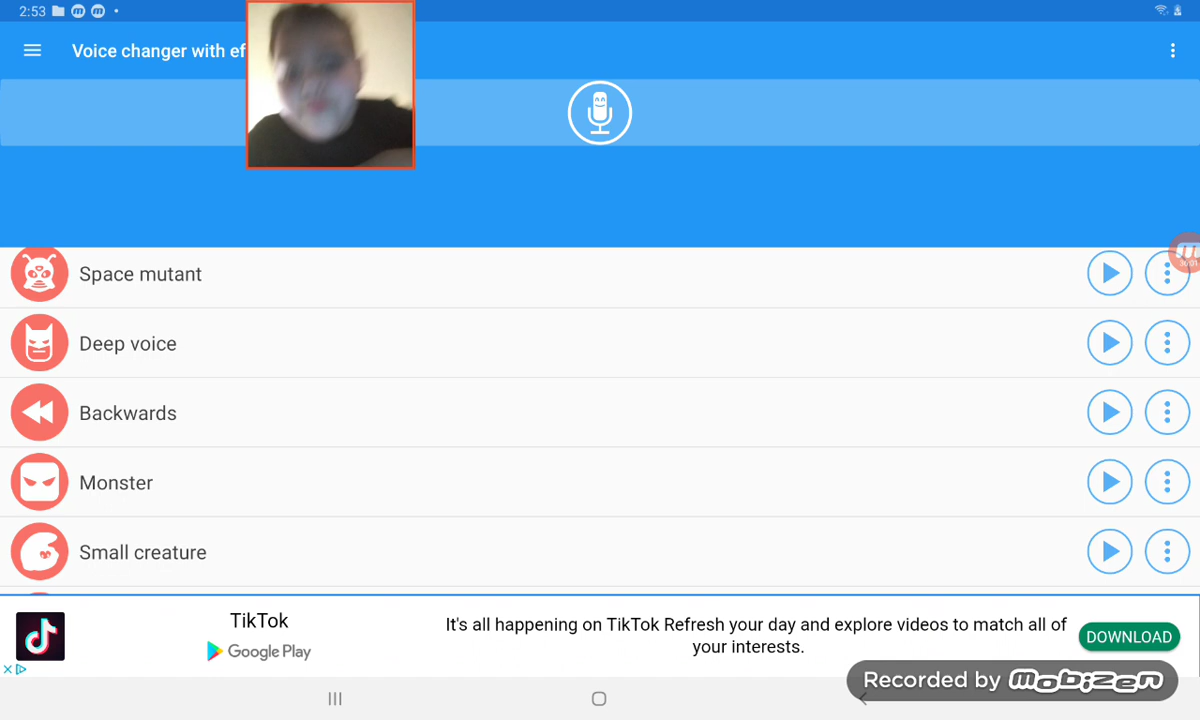 2:53
Voice changer with ef
Space mutant
Deep voice
Backwards
Monster
Small creature
TikTok
Google Play
It's all happening on TikTok Refresh your day and explore videos to match all of
your interests.
DOWNLOAD
Recorded by mobizen